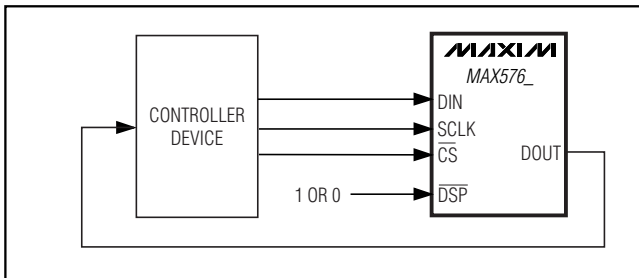 MAXIM
MAX576_
CONTROLLER
DEVICE
DIN
SCLK
CS
DOUT
1 OR 0
DSP